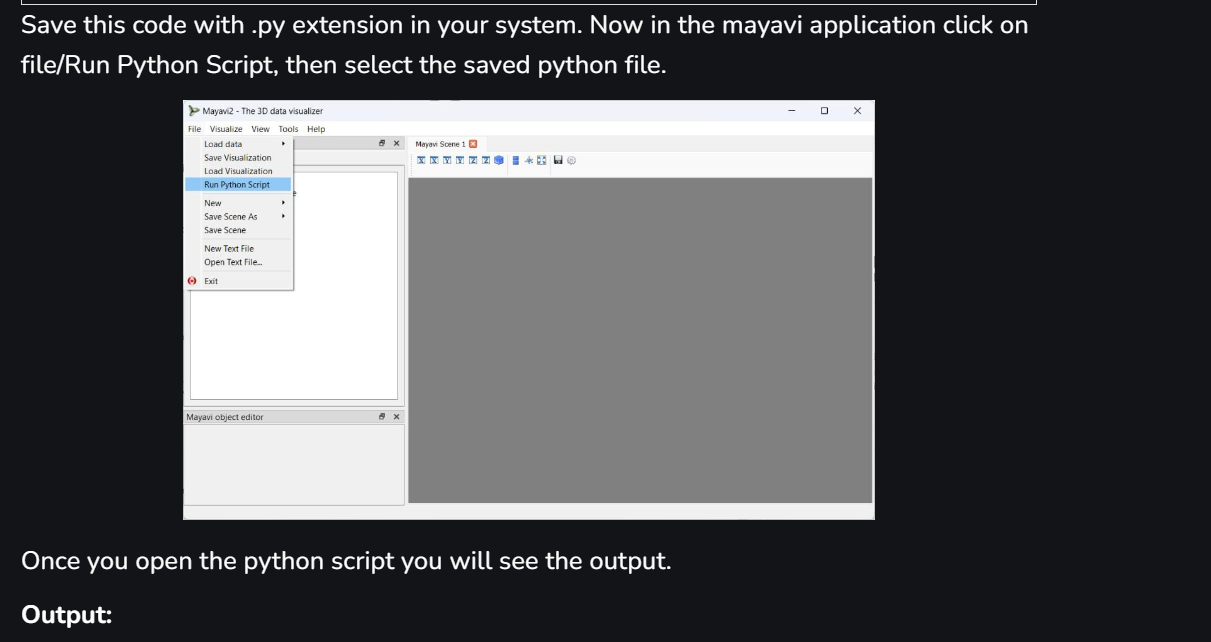 Save this code with .py extension in your system. Now in the mayavi application click on
file/Run Python Script, then select the saved python file.
Mayavi2 - The 3D data visualizer
File Visualize View Tools Help
Load data
Save Visualization
Load Visualization
Run Python Script
New
Save Scene As
Save Scene
New Text File
Open Text File...
Exit
e
Mayavi Scene 1
X X Y Y Z Z
Mayavi object editor
Once you open the python script you will see the output.
Output: